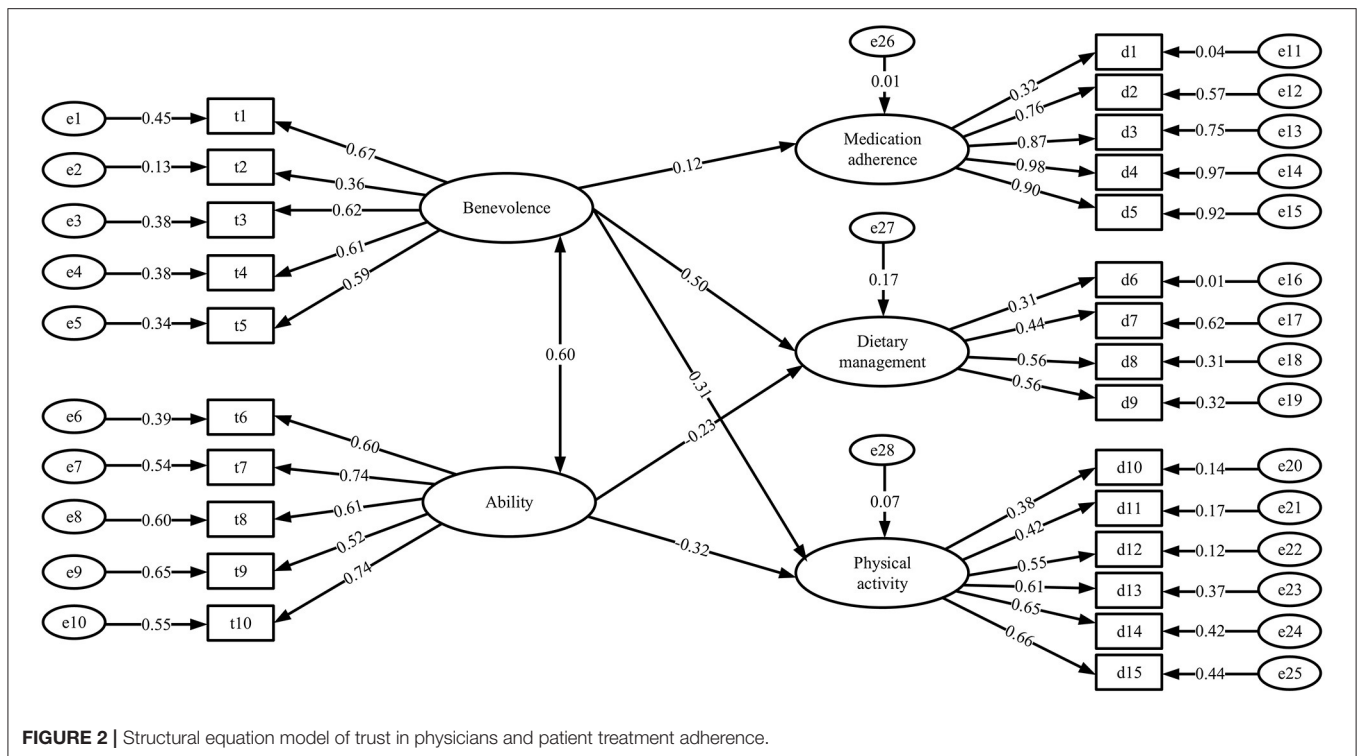 e26
0.01
e1
0.45
t1
e2
0.13
t2
e3
0.38
t3
e4
0.38
t4
e5
0.34
t5
0.67
0.36
0.62
0.61
0.59
Benevolence
0.12
0.50
0.31
0.60
e6
0.39
t6
e7
0.54
t7
e8
0.60
t8
e9
0.65
t9
e10
0.55
t10
0.60
0.74
0.61
0.52
0.74
Ability
-0.23
-0.32
Medication
adherence
0.32
0.76
0.87
0.98
0.90
d1
0.04
e11
d2
0.57
e12
d3
0.75
e13
d4
0.97
e14
d5
0.92
e15
e27
0.17
Dietary
management
0.31
0.44
0.56
0.56
d6
0.01
e16
d7
0.62
e17
d8
0.31
e18
d9
0.32
e19
e28
0.07
Physical
activity
0.38
0.42
0.55
0.61
0.65
0.66
d10
0.14
e20
d11
0.17
e21
d12
0.12
e22
d13
0.37
e23
d14
0.42
e24
d15
0.44
e25
FIGURE 2 | Structural equation model of trust in physicians and patient treatment adherence.